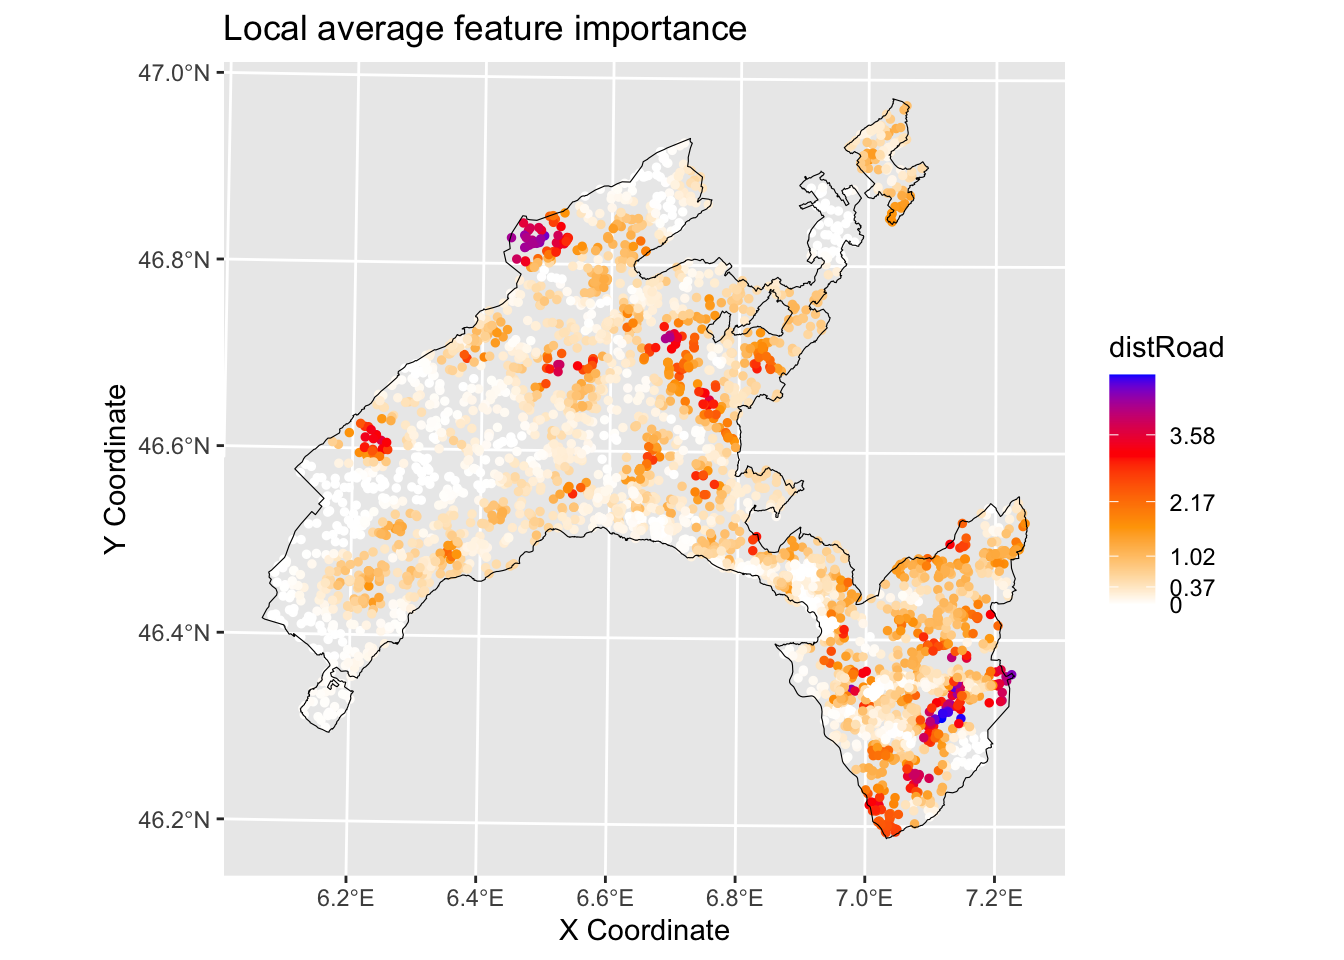 Local average feature importance
47.0°N
46.8°N
46.6°N
46.4°N
46.2°N
Y Coordinate
6.2°E 6.4°E 6.6°E 6.8°E 7.0°E 7.2°E
X Coordinate
distRoad
3.58
2.17
1.02
0.37
0